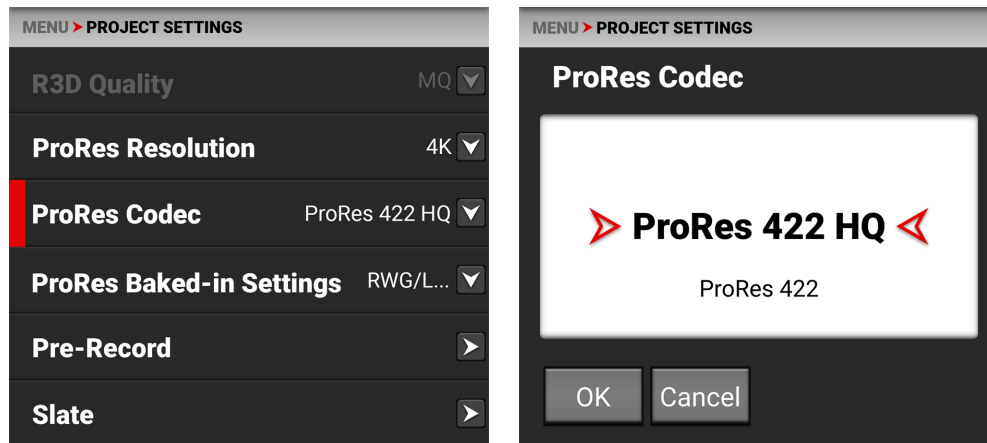 MENU > PROJECT SETTINGS
R3D Quality MQ
ProRes Resolution 4K
ProRes Codec ProRes 422 HQ
ProRes Baked-in Settings RWG/L...
Pre-Record
Slate
MENU > PROJECT SETTINGS
ProRes Codec
ProRes 422 HQ
ProRes 422
OK Cancel